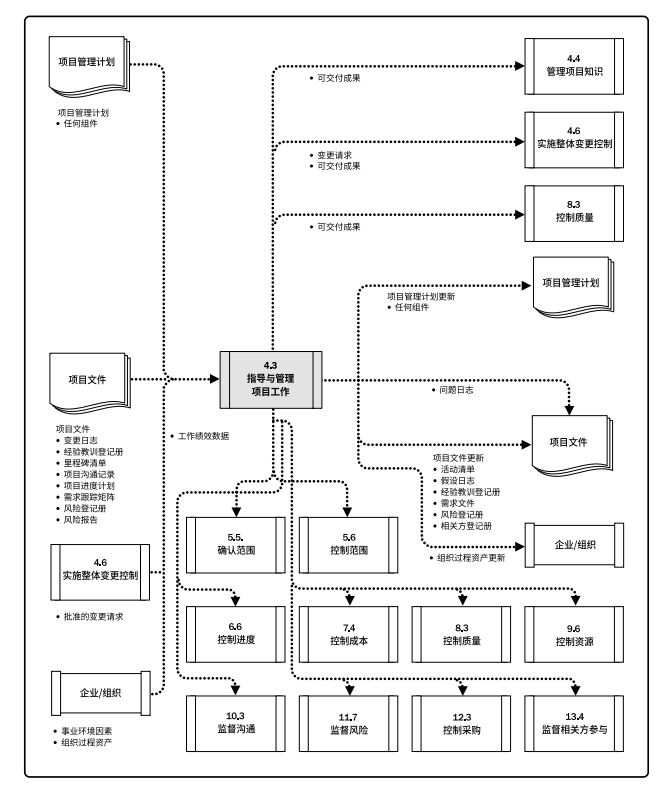 项目管理计划
项目管理计划
• 任何组件
4.4
管理项目知识
• 可交付成果
4.6
实施整体变更控制
• 变更请求
• 可交付成果
8.3
控制质量
• 可交付成果
项目管理计划
项目管理计划更新
• 任何组件
项目文件
项目文件
• 变更日志
• 经验教训登记册
• 里程碑清单
• 项目沟通记录
• 项目进度计划
• 需求跟踪矩阵
• 风险登记册
• 风险报告
4.3
指导与管理
项目工作
• 问题日志
• 工作绩效数据
项目文件
项目文件更新
• 活动清单
• 假设日志
• 经验教训登记册
• 需求文件
• 风险登记册
• 相关方登记册
4.6
实施整体变更控制
• 批准的变更请求
5.5.
确认范围
5.6
控制范围
企业/组织
• 组织过程资产更新
6.6
控制进度
7.4
控制成本
8.3
控制质量
9.6
控制资源
企业/组织
• 事业环境因素
• 组织过程资产
10.3
监督沟通
11.7
监督风险
12.3
控制采购
13.4
监督相关方参与